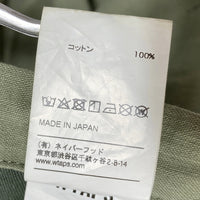 コットン 100%
MADE IN JAPAN
(有) ネイバーフッド
東京都渋谷区千駄ヶ谷2-8-14
www.wtaps.com